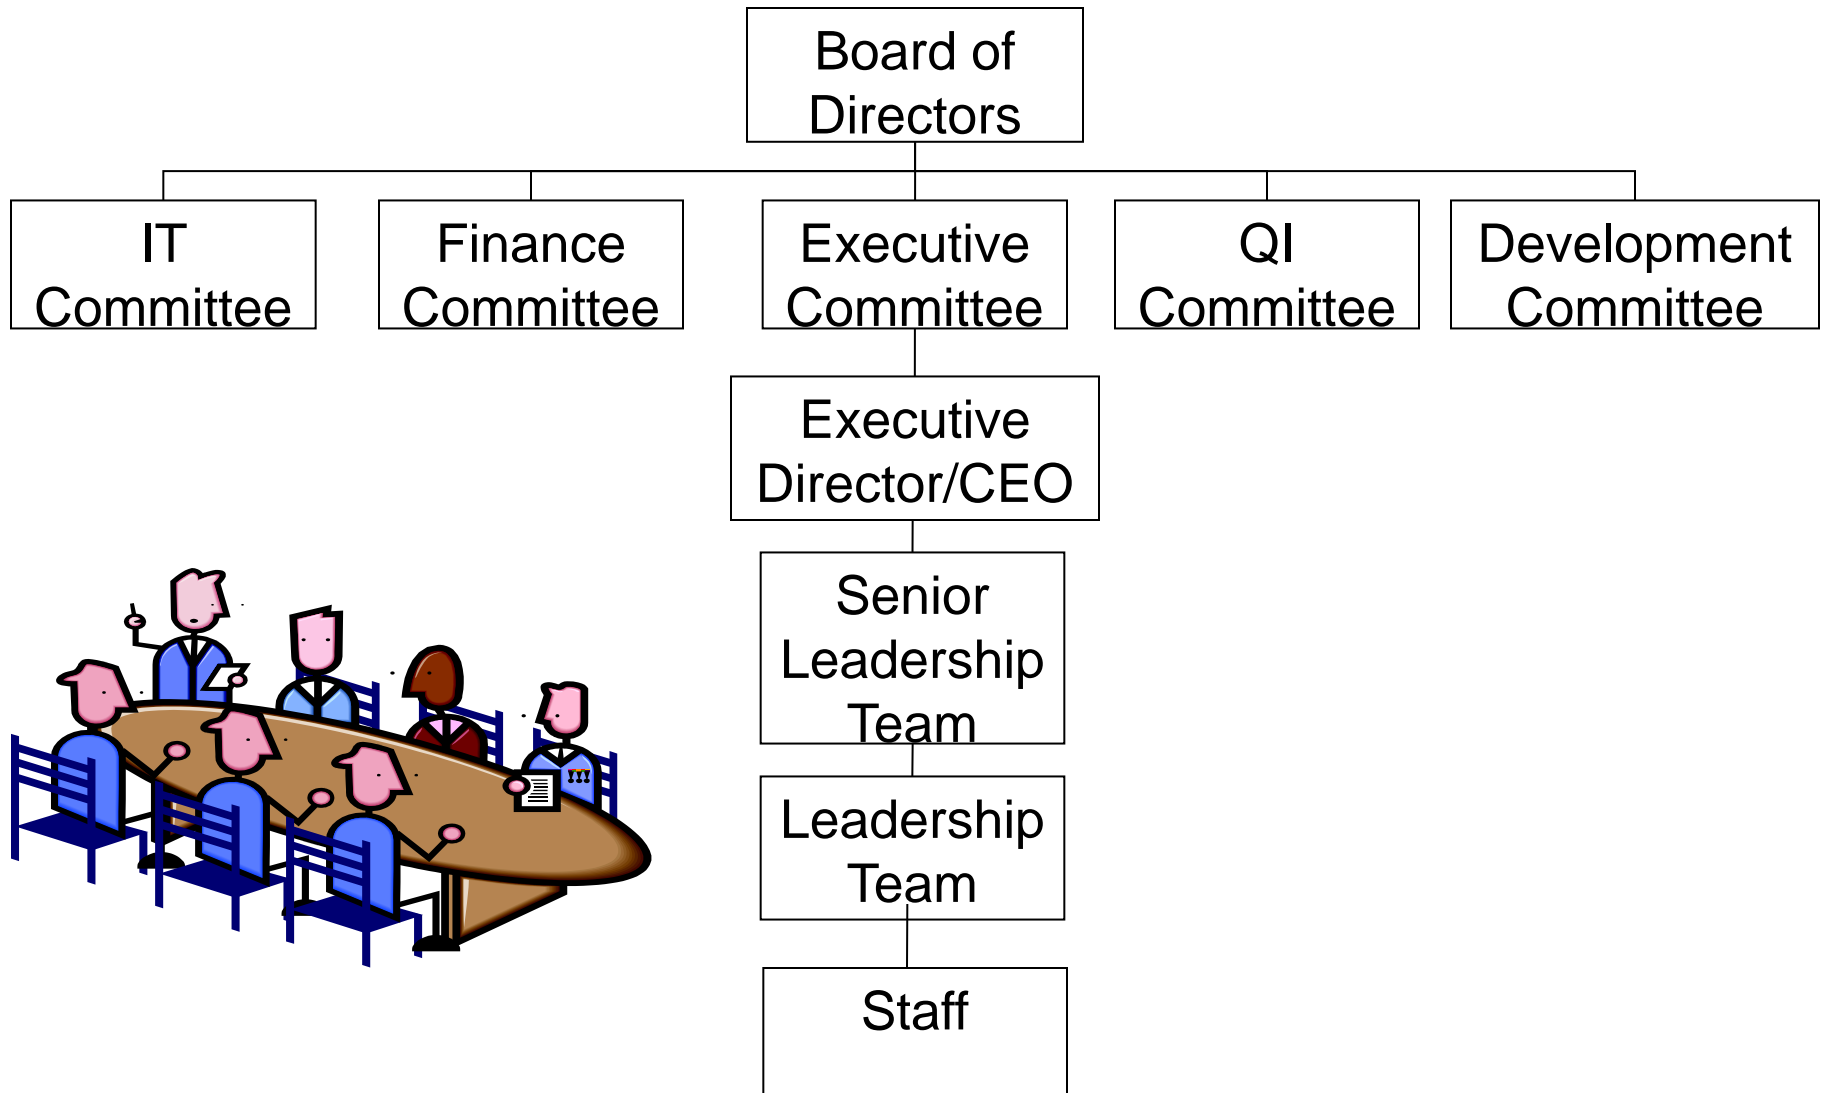 Board of
Directors
IT
Committee
Finance
Committee
Executive
Committee
QI
Committee
Development
Committee
Executive
Director/CEO
Senior
Leadership
Team
Leadership
Team
Staff